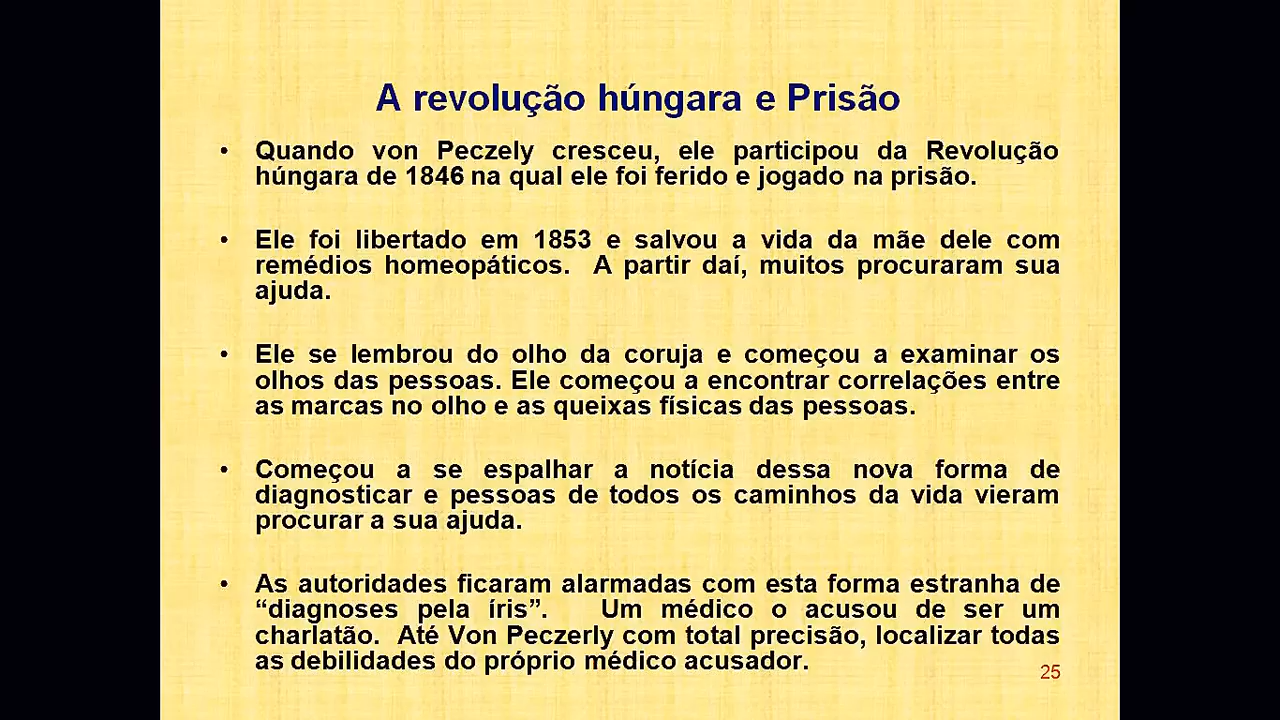 A revolução húngara e Prisão
• Quando von Peczely cresceu, ele participou da Revolução
húngara de 1846 na qual ele foi ferido e jogado na prisão.
• Ele foi libertado em 1853 e salvou a vida da mãe dele com
remédios homeopáticos. A partir daí, muitos procuraram sua
ajuda.
• Ele se lembrou do olho da coruja e começou a examinar os
olhos das pessoas. Ele começou a encontrar correlações entre
as marcas no olho e as queixas físicas das pessoas.
• Começou a se espalhar a notícia dessa nova forma de
diagnosticar e pessoas de todos os caminhos da vida vieram
procurar a sua ajuda.
• As autoridades ficaram alarmadas com esta forma estranha de
“diagnoses pela íris”. Um médico o acusou de ser um
charlatão. Até Von Peczerly com total precisão, localizar todas
as debilidades do próprio médico acusador.
25